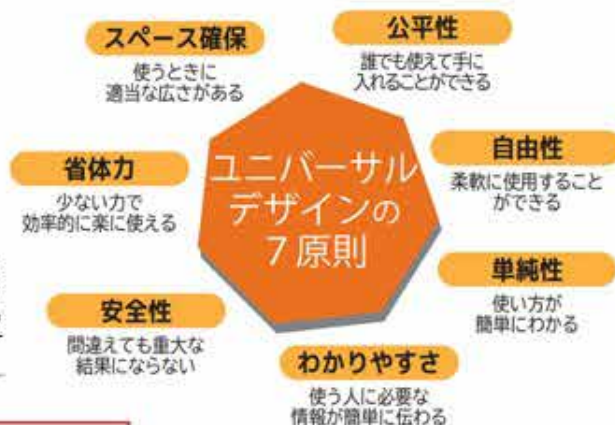 ユニバーサル
デザインの
7原則
公平性
誰でも使えて手に
入れることができる
自由性
柔軟に使用すること
ができる
単純性
使い方が
簡単にわかる
わかりやすさ
使う人に必要な
情報が簡単に伝わる
安全性
間違えても重大な
結果にならない
省体力
少ない力で
効率的に楽に使える
スペース確保
使うときに
適当な広さがある